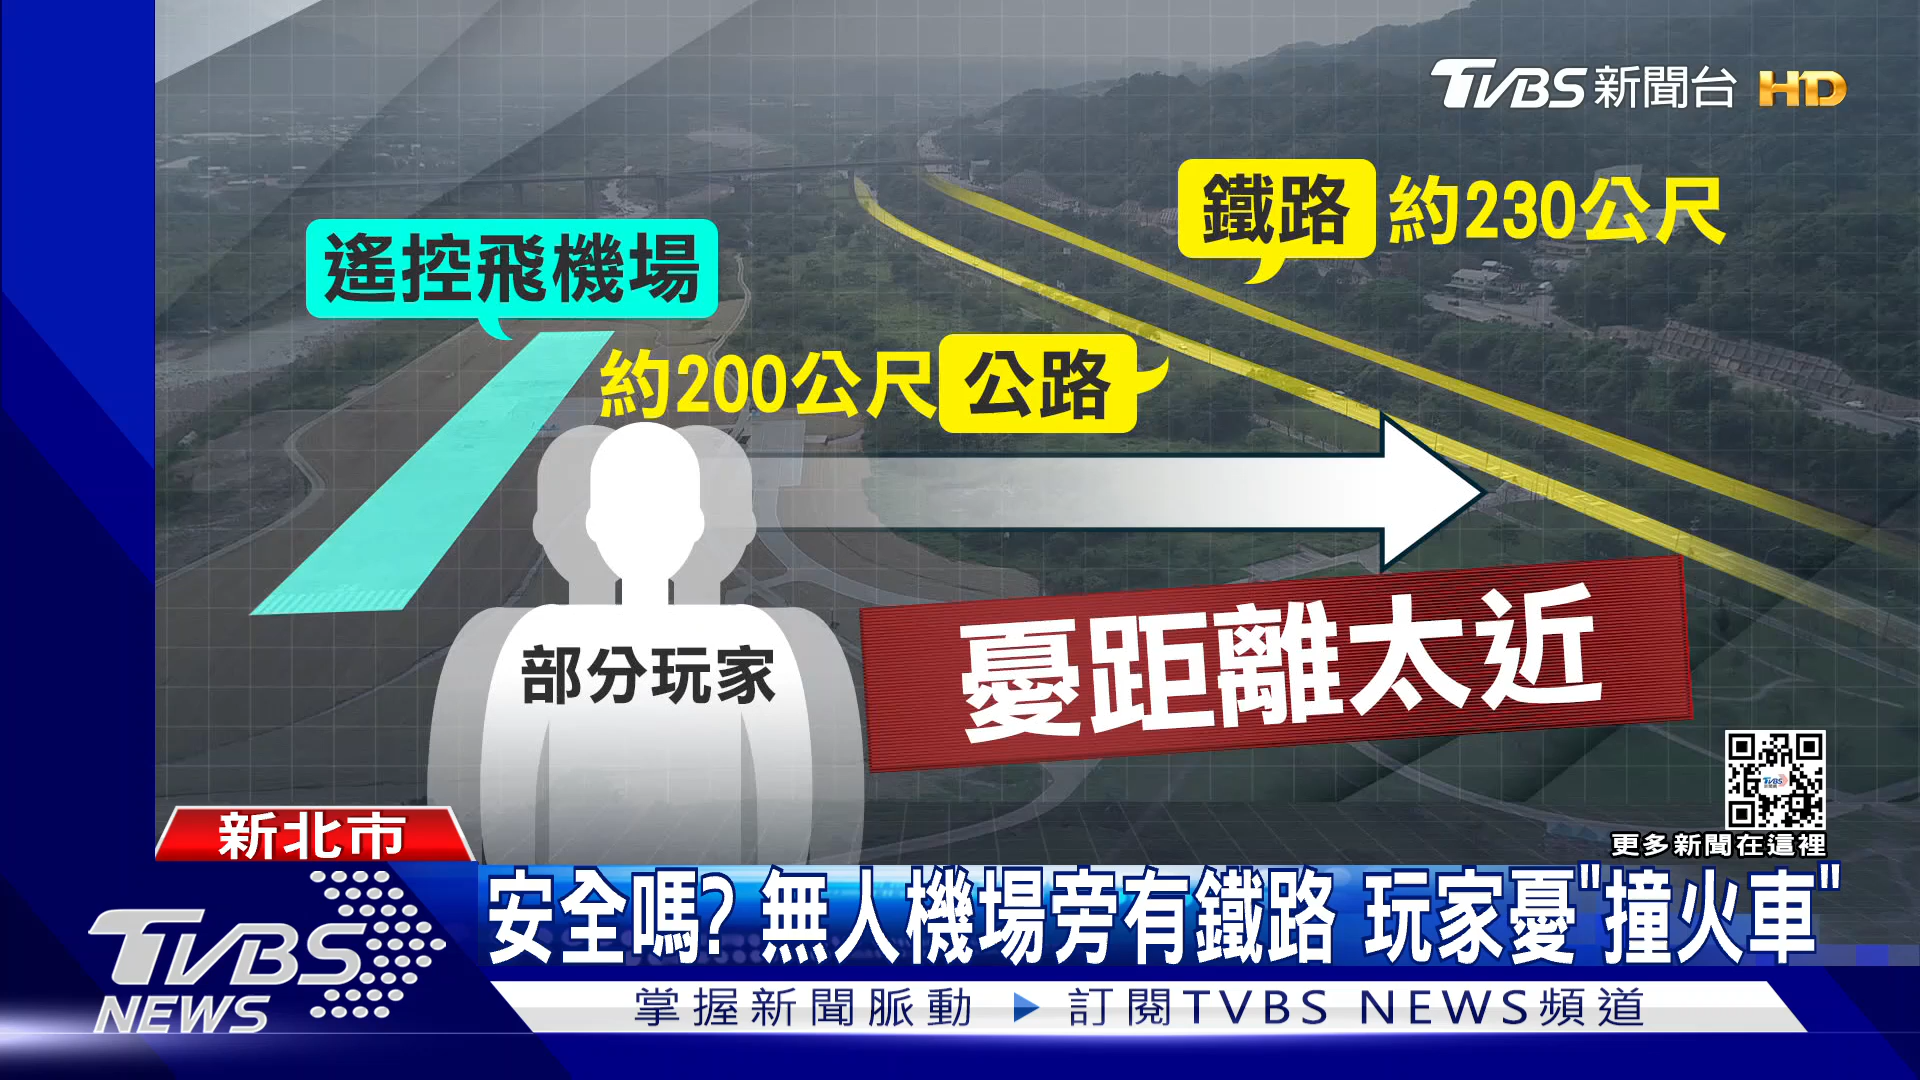 TVBS新聞台 HD
鐵路 約230公尺
遙控飛機場
約200公尺 公路
部分玩家
憂距離太近
TVBS
更多新聞在這裡
新北市
安全嗎? 無人機場旁有鐵路 玩家憂"撞火車"
TVBS NEWS
掌握新聞脈動 ▶ 訂閱TVBS NEWS頻道